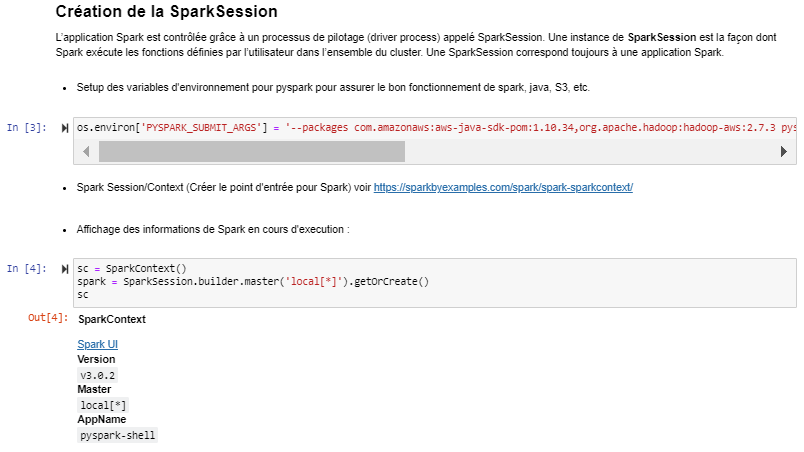 Création de la SparkSession
L'application Spark est contrôlée grâce à un processus de pilotage (driver process) appelé SparkSession. Une instance de SparkSession est la façon dont
Spark exécute les fonctions définies par l'utilisateur dans l'ensemble du cluster. Une SparkSession correspond toujours à une application Spark.
• Setup des variables d'environnement pour pyspark pour assurer le bon fonctionnement de spark, java, S3, etc.
In [3]: os.environ['PYSPARK_SUBMIT_ARGS'] = '--packages com.amazonaws:aws-java-sdk-pom:1.10.34,org.apache.hadoop:hadoop-aws:2.7.3 pys
• Spark Session/Context (Créer le point d'entrée pour Spark) voir https://sparkbyexamples.com/spark/spark-sparkcontext/
• Affichage des informations de Spark en cours d'execution :
In [4]: sc = SparkContext()
spark = SparkSession.builder.master('local[*]').getOrCreate()
sc
Out[4]: SparkContext
Spark UI
Version
v3.0.2
Master
local[*]
AppName
pyspark-shell